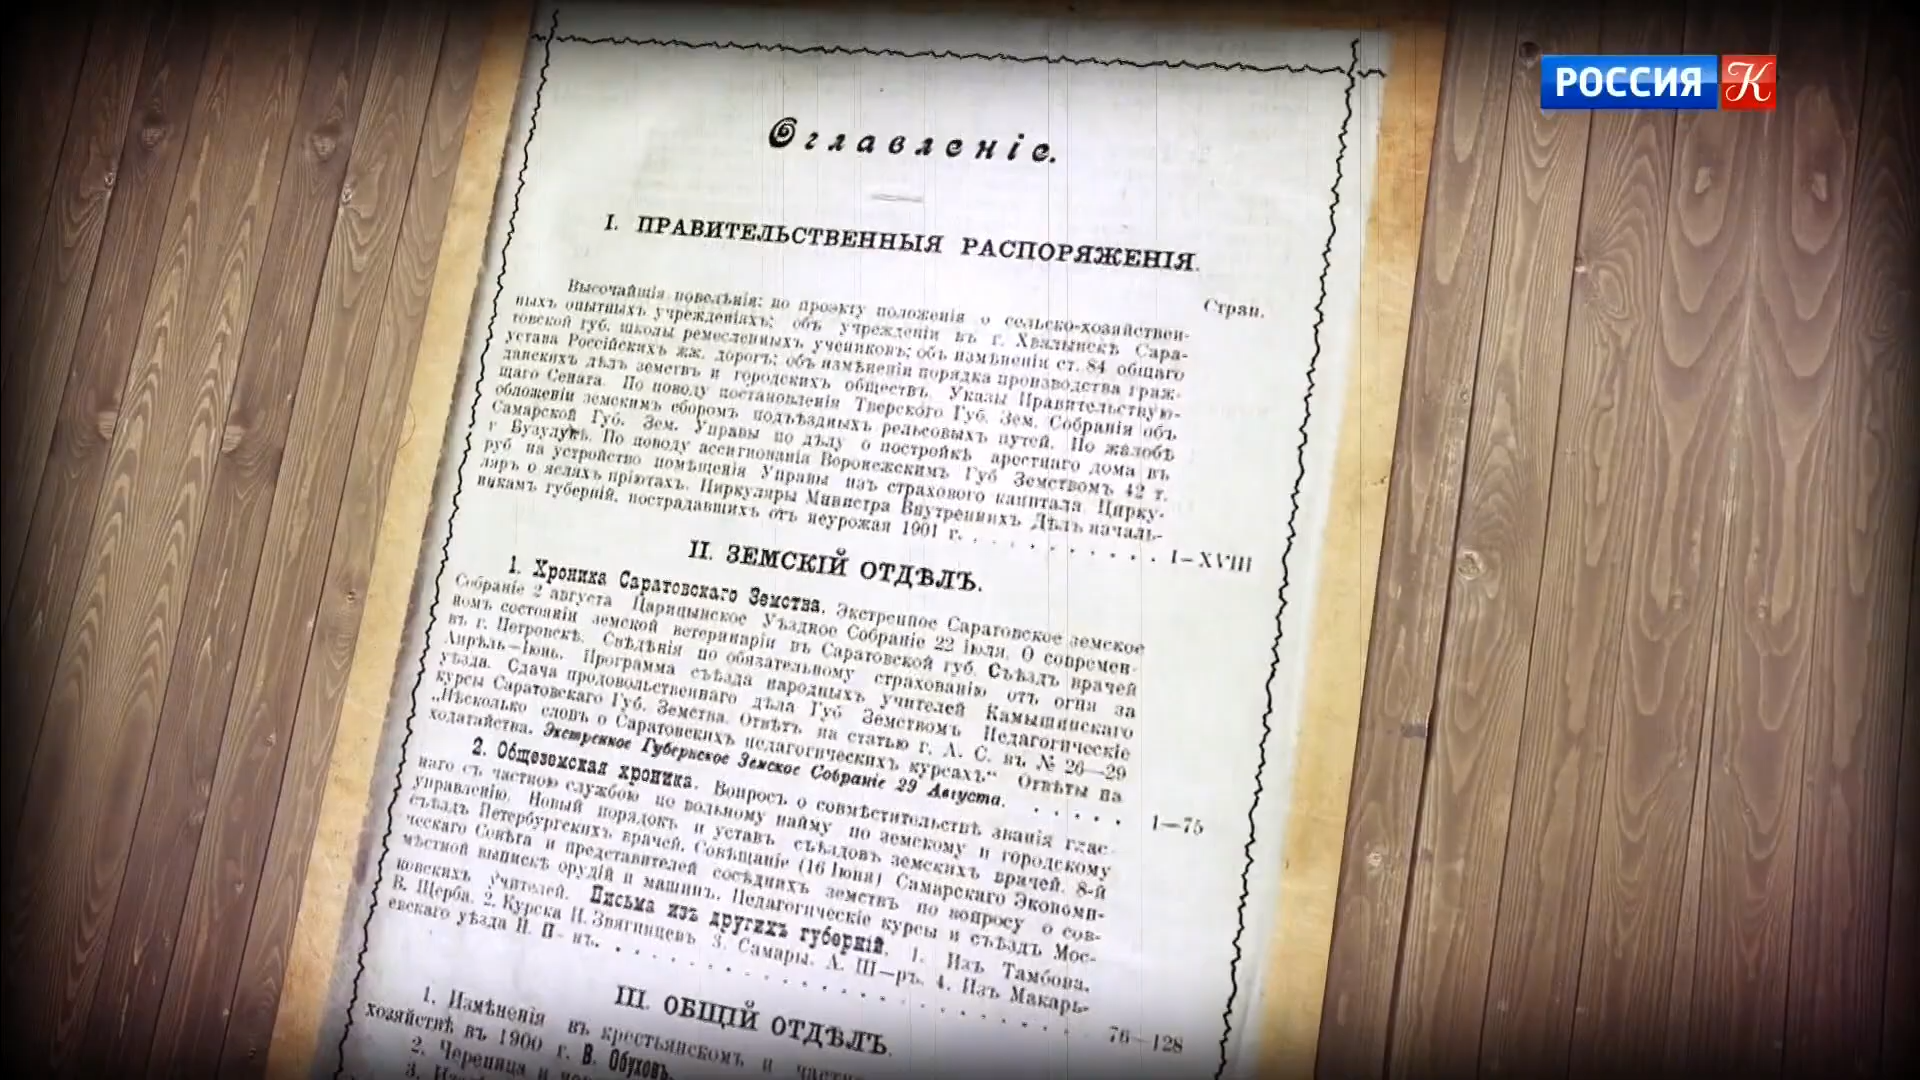 РОССИЯ К
Оглавленіе.
I. ПРАВИТЕЛЬСТВЕННЫЯ РАСПОРЯЖЕНІЯ.
Стран.
Высочайшія повелѣнія: по проэкту положенія о сельско-хозяйствен-
ныхъ опытныхъ учрежденіяхъ; объ учрежденіи въ г. Хвалынскѣ Сара-
товской губ. школы ремесленныхъ учениковъ; объ измѣненіи ст. 84 общаго
устава Россійскихъ жж. дорогъ; объ измѣненіи порядка производства граж-
данскихъ дѣлъ земствъ и городскихъ обществъ. Указы Правительствую-
щаго Сената. По поводу постановленія Тверского Губ. Зем. Собранія объ
обложеніи земскимъ сборомъ подъѣздныхъ рельсовыхъ путей. По жалобѣ
Самарской Губ. Зем. Управы по дѣлу о постройкѣ арестнаго дома въ
г Бузулукѣ. По поводу ассигнованія Воронежскимъ Губ Земствомъ 42 т.
руб на устройство помѣщенія Управы изъ страхового капитала Цирку-
ляръ о ясляхъ пріютахъ. Циркуляры Министра Внутреннихъ Дѣлъ началь-
никамъ губерній, пострадавшихъ отъ неурожая 1901 г. . . . . . . . . . . I—XVIII
II. ЗЕМСКІЙ ОТДѢЛЪ.
1. Хроника Саратовскаго Земства. Экстренное Саратовское земское
Собраніе 2 августа Царицынское Уѣздное Собраніе 22 іюля. О современ-
номъ состояніи земской ветеринаріи въ Саратовской губ. Съѣздъ врачей
въ г. Петровскѣ. Свѣдѣнія по обязательному страхованію отъ огня за
Апрѣль—Іюнь. Программа съѣзда народныхъ учителей Камышинскаго
уѣзда. Сдача продовольственнаго дѣла Губ Земствомъ Педагогическіе
курсы Саратовскаго Губ. Земства. Отвѣтъ на статью г. А. С. въ № 26—29
„Нѣсколько словъ о Саратовскихъ педагогическихъ курсахъ“ Отвѣты на
ходатайства. Экстренное Губернское Земское Собраніе 29 Августа. . . . . . 1—75
2. Общеземская хроника. Вопросъ о совмѣстительствѣ званія глас-
наго съ частною службою по вольному найму по земскому и городскому
управленію. Новый порядокъ и уставъ съѣздовъ земскихъ врачей. 8-й
съѣздъ Петербургскихъ врачей. Совѣщаніе (16 Іюня) Самарскаго Экономи-
ческаго Совѣта и представителей сосѣднихъ земствъ по вопросу о сов-
мѣстной выпискѣ орудій и машинъ. Педагогическіе курсы и съѣздъ Мос-
ковскихъ учителей. Письма изъ другихъ губерній. 1. Изъ Тамбова.
В. Щерба. 2. Курска Н. Звягинцевъ 3. Самары. А. Ш—ръ. 4. Изъ Макарь-
евскаго уѣзда Н. П—нъ. . . . . . . . . . . . . . . . . . 76—128
III. ОБЩІЙ ОТДѢЛЪ.
1. Измѣненія въ крестьянскомъ и
хозяйствѣ въ 1900 г. В. Обуховъ.
2. Черепица и
3.